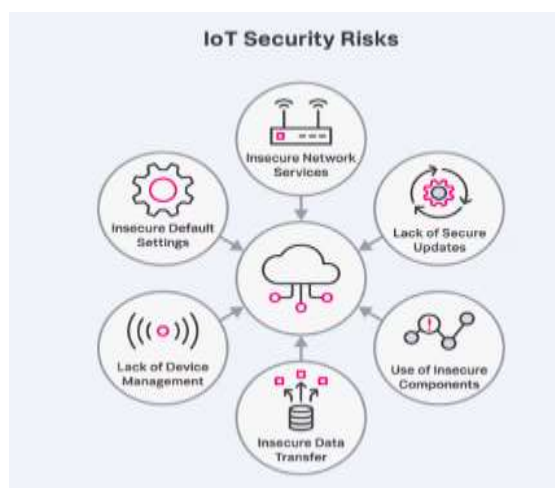 IoT Security Risks
Insecure Network
Services
Insecure Default
Settings
Lack of Secure
Updates
Lack of Device
Management
Use of Insecure
Components
Insecure Data
Transfer